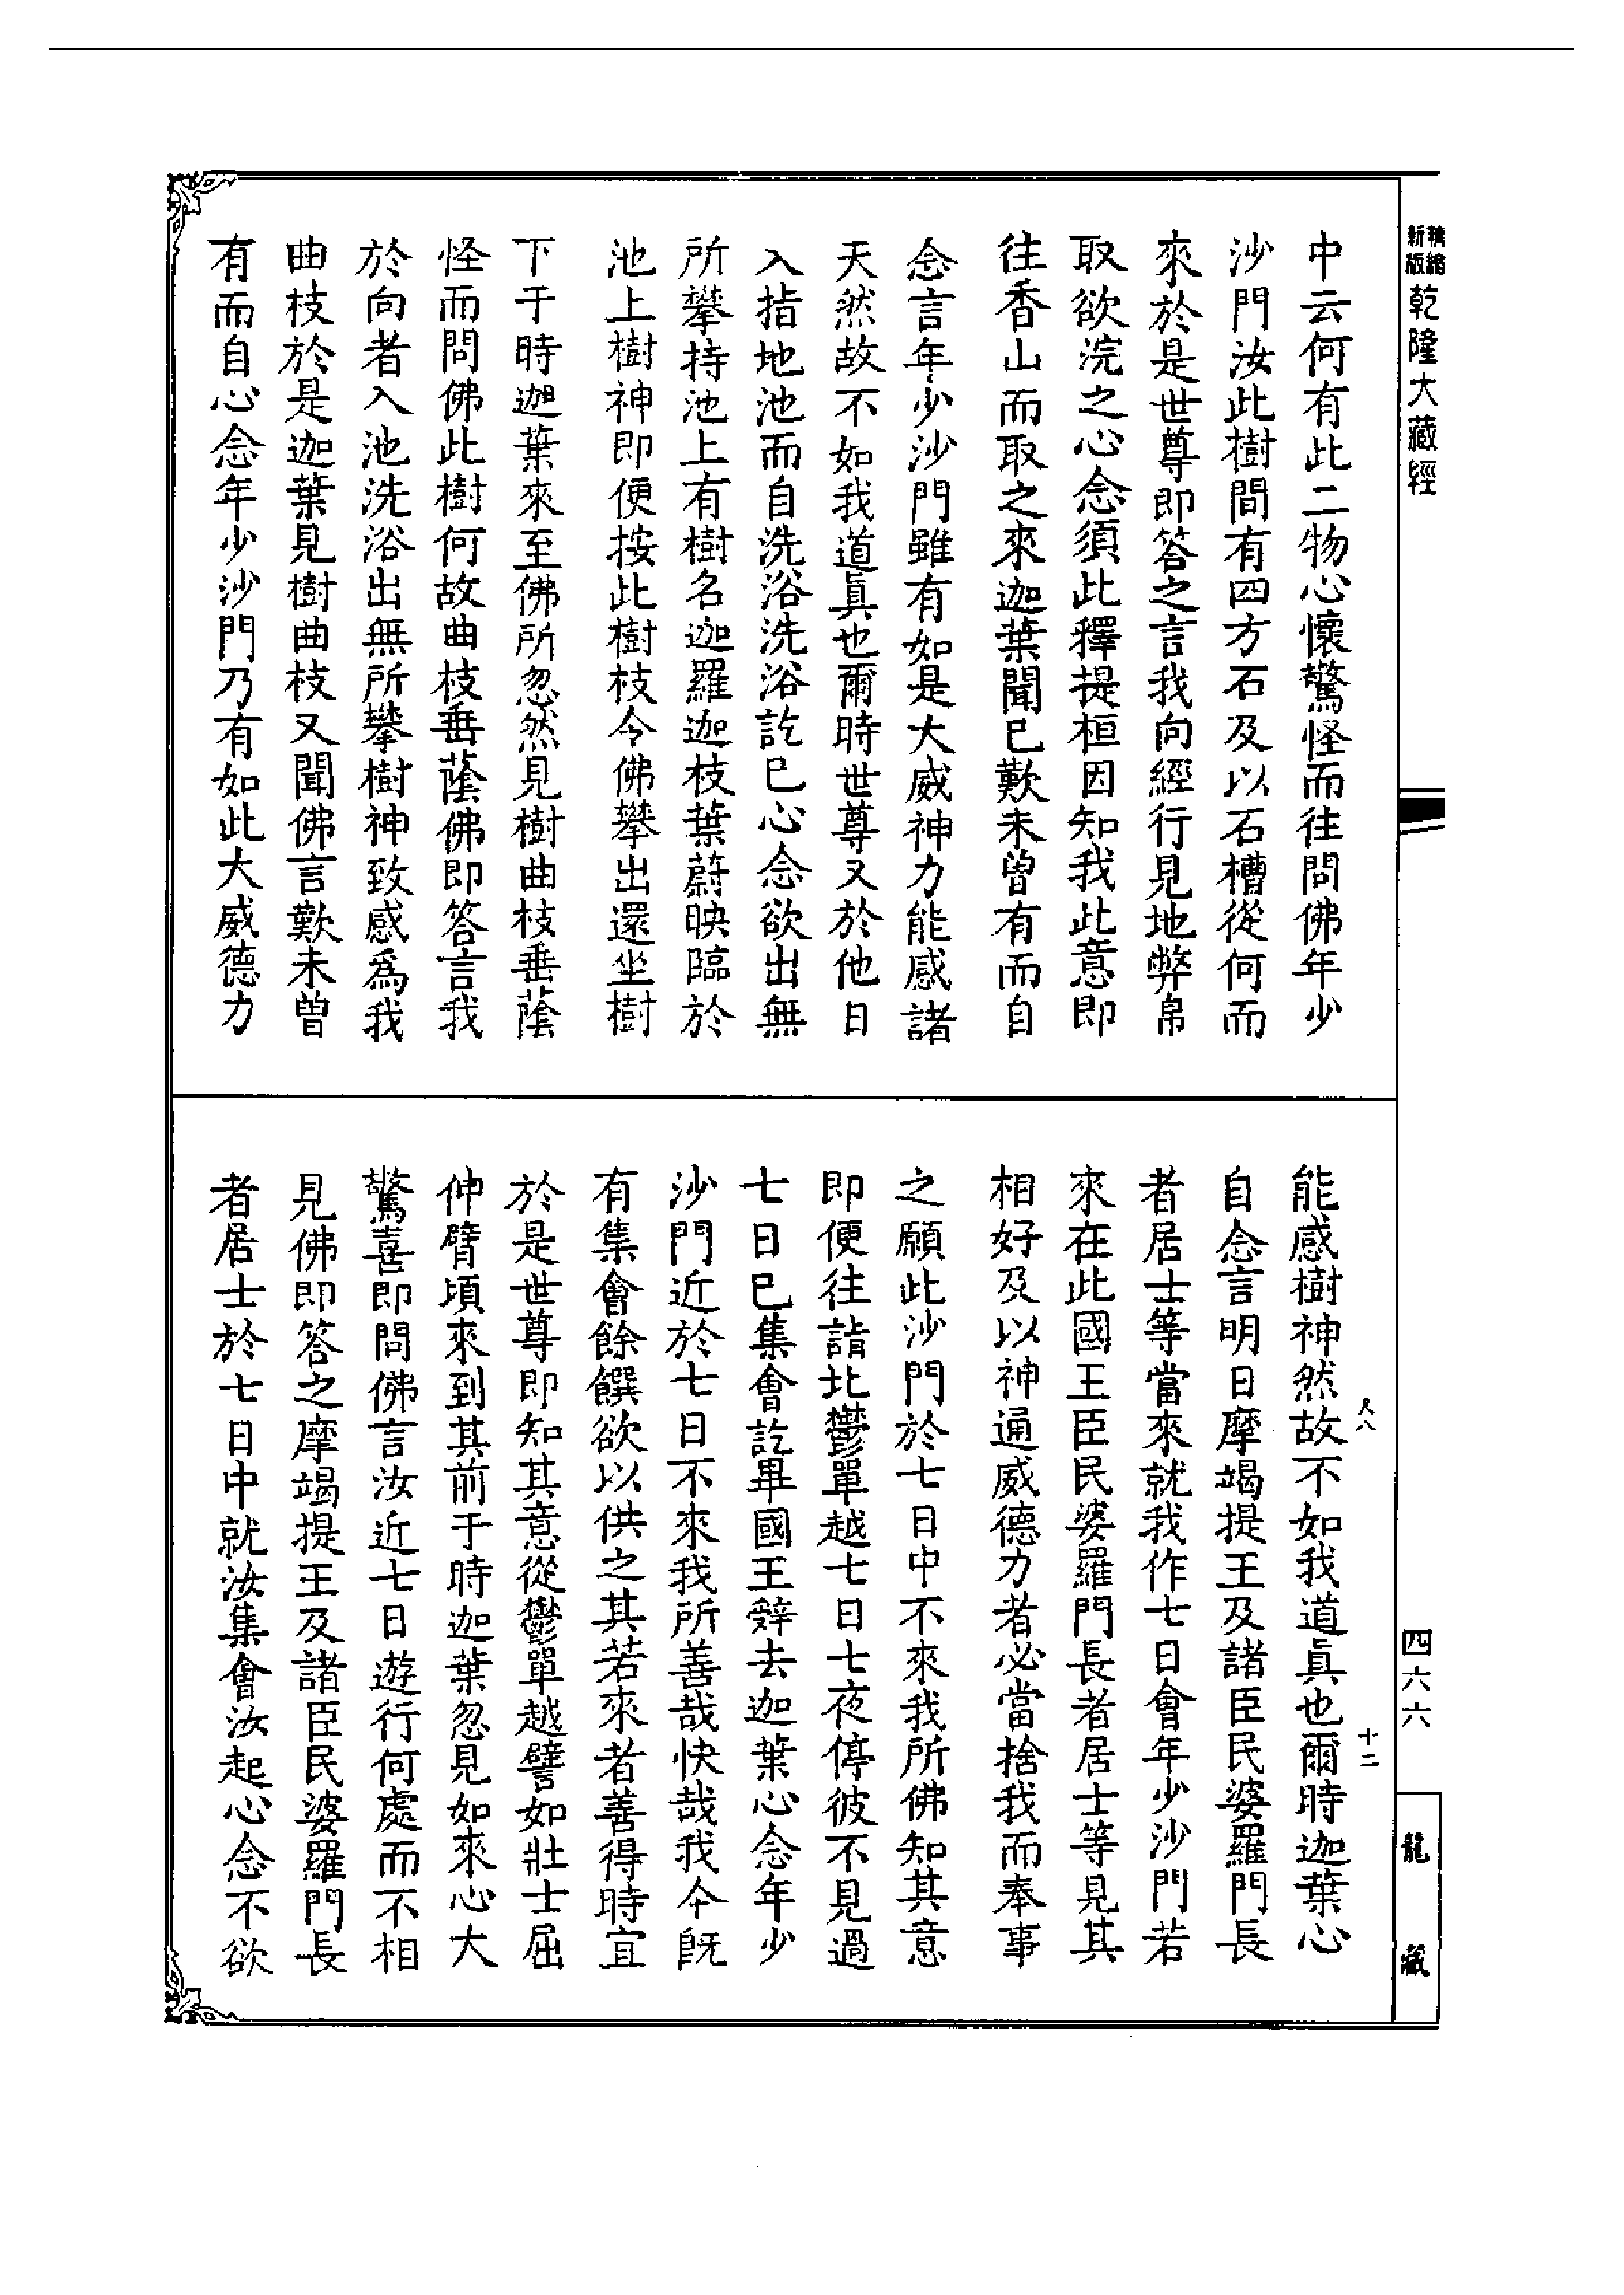 精縮新版
乾隆大藏經
中云何有此二物心懷驚怪而往問佛年少
沙門汝此樹間有四方石及以石槽從何而
來於是世尊即答之言我向經行見地弊帛
取欲浣之心念須此釋提桓因知我此意即
往香山而取之來迦葉聞已歎未曾有而自
念言年少沙門雖有如是大威神力能感諸
天然故不如我道眞也爾時世尊又於他日
入指地池而自洗浴洗浴訖已心念欲出無
所攀持池上有樹名迦羅迦枝葉蔚映臨於
池上樹神即便按此樹枝令佛攀出還坐樹
下于時迦葉來至佛所忽然見樹曲枝垂蔭
怪而問佛此樹何故曲枝垂蔭佛即答言我
於向者入池洗浴出無所攀樹神致感爲我
曲枝於是迦葉見樹曲枝又聞佛言歎未曾
有而自心念年少沙門乃有如此大威德力
能感樹神然故不如我道眞也爾時迦葉心
自念言明日摩竭提王及諸臣民婆羅門長
者居士等當來就我作七日會年少沙門若
來在此國王臣民婆羅門長者居士等見其
相好及以神通威德力者必當捨我而奉事
之願此沙門於七日中不來我所佛知其意
即便往詣北鬱單越七日七夜停彼不見過
七日已集會訖畢國王辭去迦葉心念年少
沙門近於七日不來我所善哉快哉我今既
有集會餘饌欲以供之其若來者善得時宜
於是世尊即知其意從鬱單越譬如壯士屈
伸臂頃來到其前于時迦葉忽見如來心大
驚喜即問佛言汝近七日遊行何處而不相
見佛即答之摩竭提王及諸臣民婆羅門長
者居士於七日中就汝集會汝起心念不欲
尺八
十二
四六六
龍藏